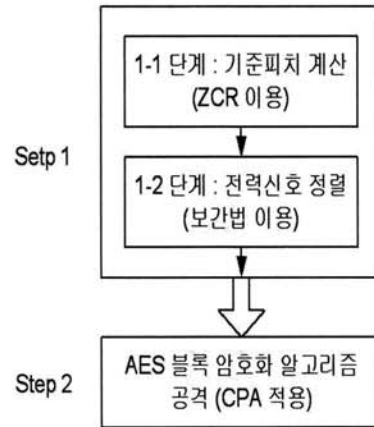 1-1 단계 : 기준피치 계산
(ZCR 이용)
Setp 1
1-2 단계 : 전력신호 정렬
(보간법 이용)
AES 블록 암호화 알고리즘
Step 2
공격 (CPA 적용)